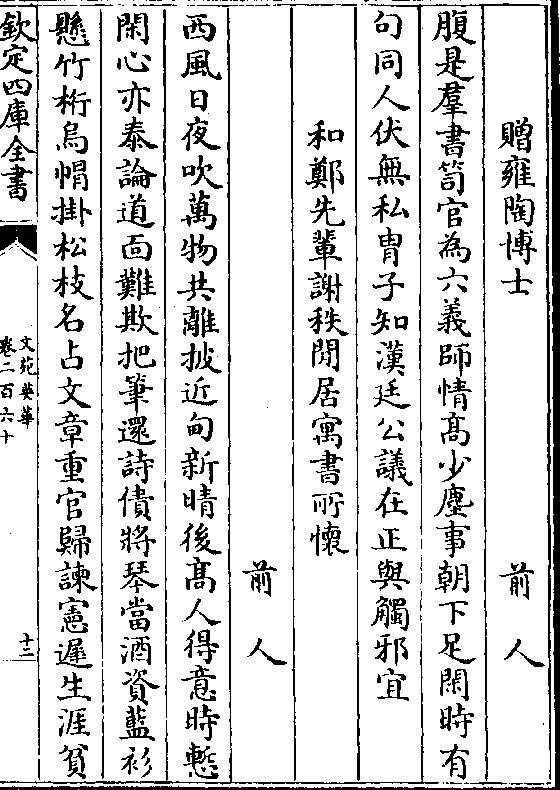 贈雍陶博士　前人
腹是羣書笥官為六義師情髙少塵事朝下足閑時有
句同人伏無私胄子知漢廷公議在正與觸邪宜
和鄭先輩謝秩閒居寓書所懷
前人
西風日夜吹萬物共離披近甸新晴後髙人得意時慙
閑心亦泰論道面難欺把筆還詩債將琴當酒資藍衫
懸竹桁烏㡌掛松枝名占文章重官歸諫憲遲生涯貧
欽定四庫全書
文苑英華
卷二百六十
十二